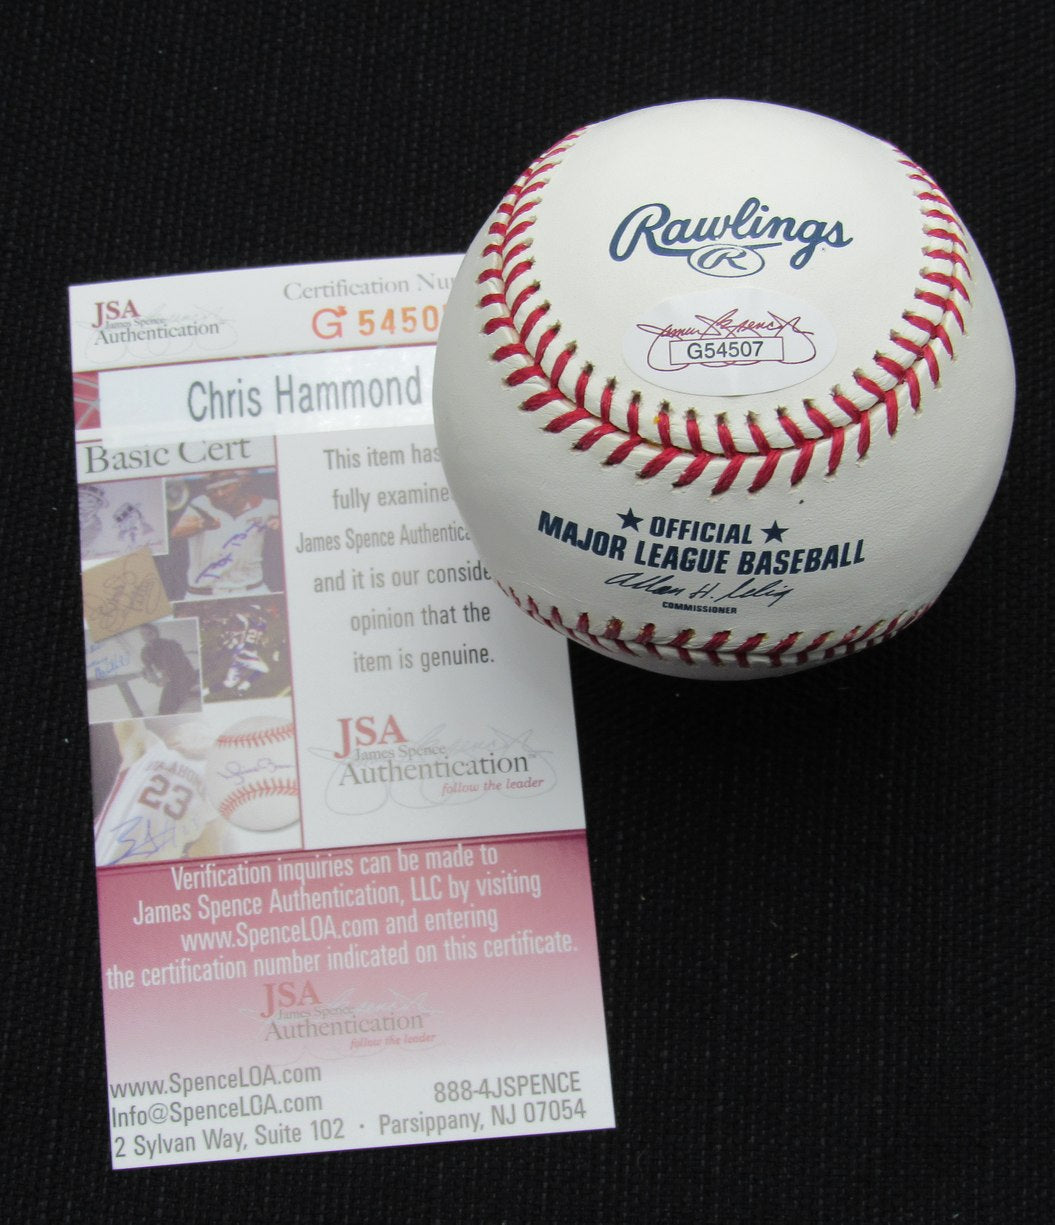 JSA
James Spence
Authentication
Certification Nu
G 5450
Chris Hammond
Basic Cert
This item has
fully examine
James Spence Authentica
and it is our conside
opinion that the
item is genuine.
23
JSA
James Spence
Authentication
follow the leader
Verification inquiries can be made to
James Spence Authentication, LLC by visiting
www.SpenceLOA.com and entering
the certification number indicated on this certificate.
JSA
James Spence
Authentication
follow the leader
www.SpenceLOA.com
888-4JSPENCE
Info@SpenceLOA.com
2 Sylvan Way, Suite 102 · Parsippany, NJ 07054
Rawlings
R
James Spence
G54507
★ OFFICIAL ★
MAJOR LEAGUE BASEBALL
Allan H. Selig
COMMISSIONER